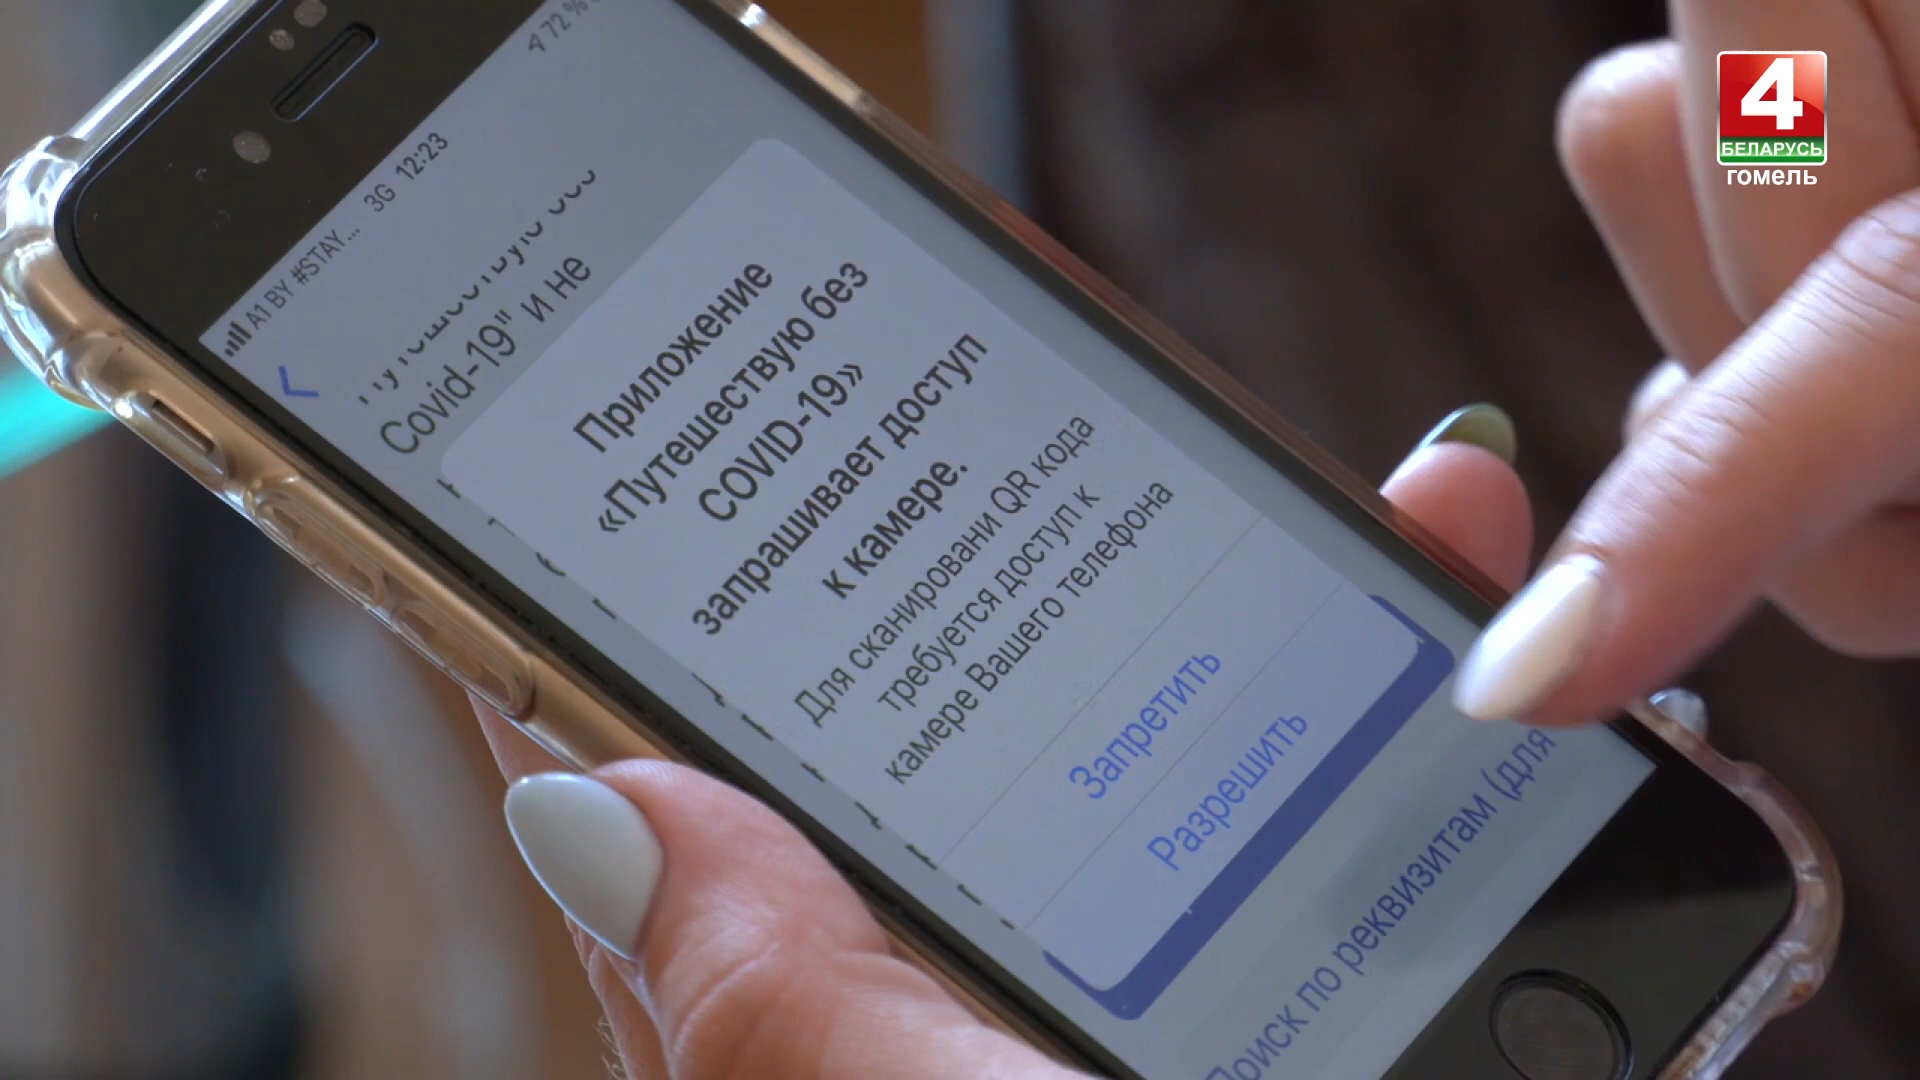 4
БЕЛАРУСЬ
гомель
A1 BY #STAY... 3G 12:23
72 %
Covid-19" и не
Приложение
«Путешествую без
COVID-19»
запрашивает доступ
к камере.
Для сканировани QR кода
требуется доступ к
камере Вашего телефона
Запретить
Разрешить
Поиск по реквизитам (для